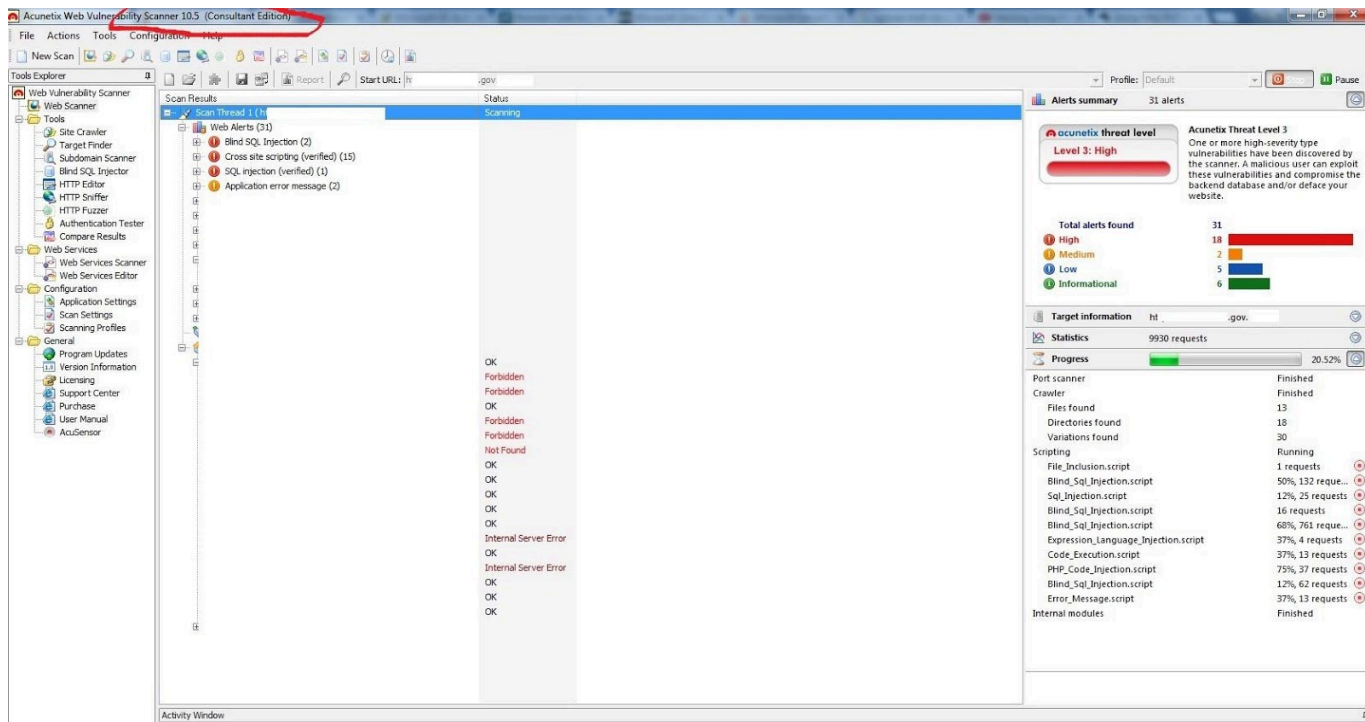 Acunetix Web Vulnerability Scanner 10.5 (Consultant Edition)
File Actions Tools Configuration Help
New Scan
Tools Explorer
Web Vulnerability Scanner
Web Scanner
Tools
Site Crawler
Target Finder
Subdomain Scanner
Blind SQL Injector
HTTP Editor
HTTP Sniffer
HTTP Fuzzer
Authentication Tester
Compare Results
Web Services
Web Services Scanner
Web Services Editor
Configuration
Application Settings
Scan Settings
Scanning Profiles
General
Program Updates
Version Information
Licensing
Support Center
Purchase
User Manual
AcuSensor
Report Start URL: h .gov. Profile: Default Stop Pause
Scan Results Status
Scan Thread 1 ( ht Scanning
Web Alerts (31)
Blind SQL Injection (2)
Cross site scripting (verified) (15)
SQL injection (verified) (1)
Application error message (2)
OK
Forbidden
Forbidden
OK
Forbidden
Forbidden
Not Found
OK
OK
OK
OK
OK
Internal Server Error
OK
Internal Server Error
OK
OK
OK
Activity Window
Alerts summary 31 alerts
acunetix threat level
Level 3: High
Acunetix Threat Level 3
One or more high-severity type
vulnerabilities have been discovered by
the scanner. A malicious user can exploit
these vulnerabilities and compromise the
backend database and/or deface your
website.
Total alerts found 31
High 18
Medium 2
Low 5
Informational 6
Target information ht .gov.
Statistics 9930 requests
Progress 20.52%
Port scanner Finished
Crawler Finished
Files found 13
Directories found 18
Variations found 30
Scripting Running
File_Inclusion.script 1 requests
Blind_Sql_Injection.script 50%, 132 reque...
Sql_Injection.script 12%, 25 requests
Blind_Sql_Injection.script 16 requests
Blind_Sql_Injection.script 68%, 761 reque...
Expression_Language_Injection.script 37%, 4 requests
Code_Execution.script 37%, 13 requests
PHP_Code_Injection.script 75%, 37 requests
Blind_Sql_Injection.script 12%, 62 requests
Error_Message.script 37%, 13 requests
Internal modules Finished